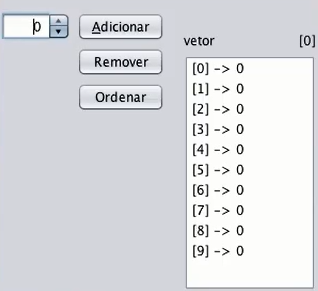 0
Adicionar
Remover
Ordenar
vetor [0]
[0] -> 0
[1] -> 0
[2] -> 0
[3] -> 0
[4] -> 0
[5] -> 0
[6] -> 0
[7] -> 0
[8] -> 0
[9] -> 0